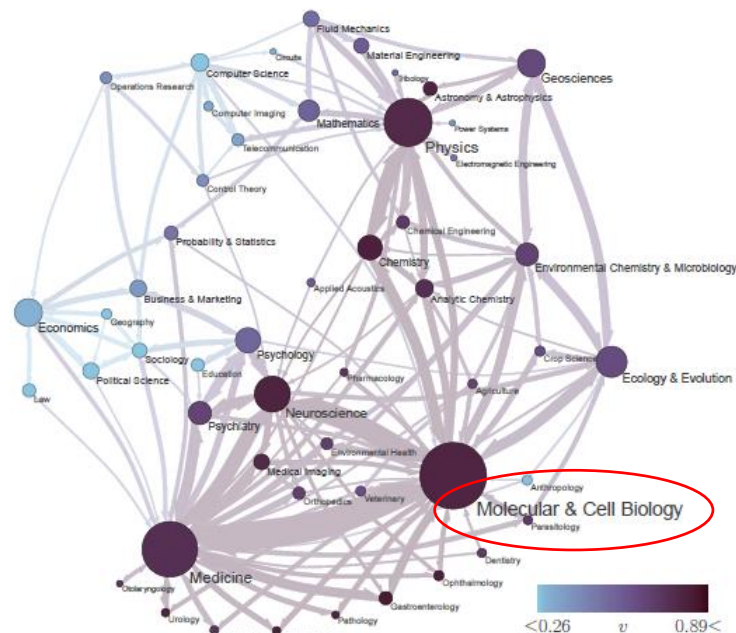 Fluid Mechanics
Circuits
Material Engineering
Computer Science
Tribology
Geosciences
Operations Research
Astronomy & Astrophysics
Computer Imaging
Mathematics
Power Systems
Physics
Telecommunication
Electromagnetic Engineering
Control Theory
Chemical Engineering
Probability & Statistics
Chemistry
Environmental Chemistry & Microbiology
Applied Acoustics
Analytic Chemistry
Business & Marketing
Economics
Geography
Psychology
Sociology
Crop Science
Political Science
Education
Pharmacology
Ecology & Evolution
Agriculture
Law
Neuroscience
Psychiatry
Environmental Health
Medical Imaging
Anthropology
Orthopedics
Veterinary
Molecular & Cell Biology
Parasitology
Dentistry
Medicine
Ophthalmology
Otolaryngology
Gastroenterology
Urology
Pathology
<0.26 v 0.89<